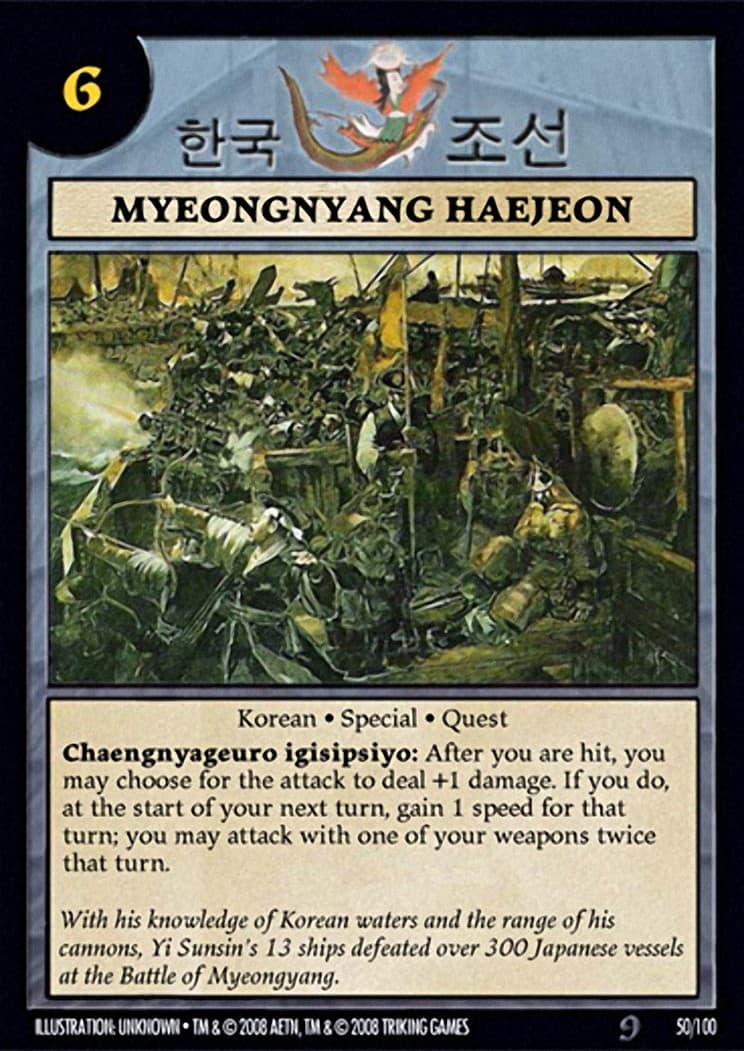 6
한국 조선
MYEONGNYANG HAEJEON
Korean • Special • Quest
Chaengnyageuro igisipsiyo: After you are hit, you
may choose for the attack to deal +1 damage. If you do,
at the start of your next turn, gain 1 speed for that
turn; you may attack with one of your weapons twice
that turn.
With his knowledge of Korean waters and the range of his
cannons, Yi Sunsin's 13 ships defeated over 300 Japanese vessels
at the Battle of Myeongyang.
ILLUSTRATION: UNKNOWN • TM & © 2008 AETN, TM & © 2008 TRIKING GAMES 9 50/100